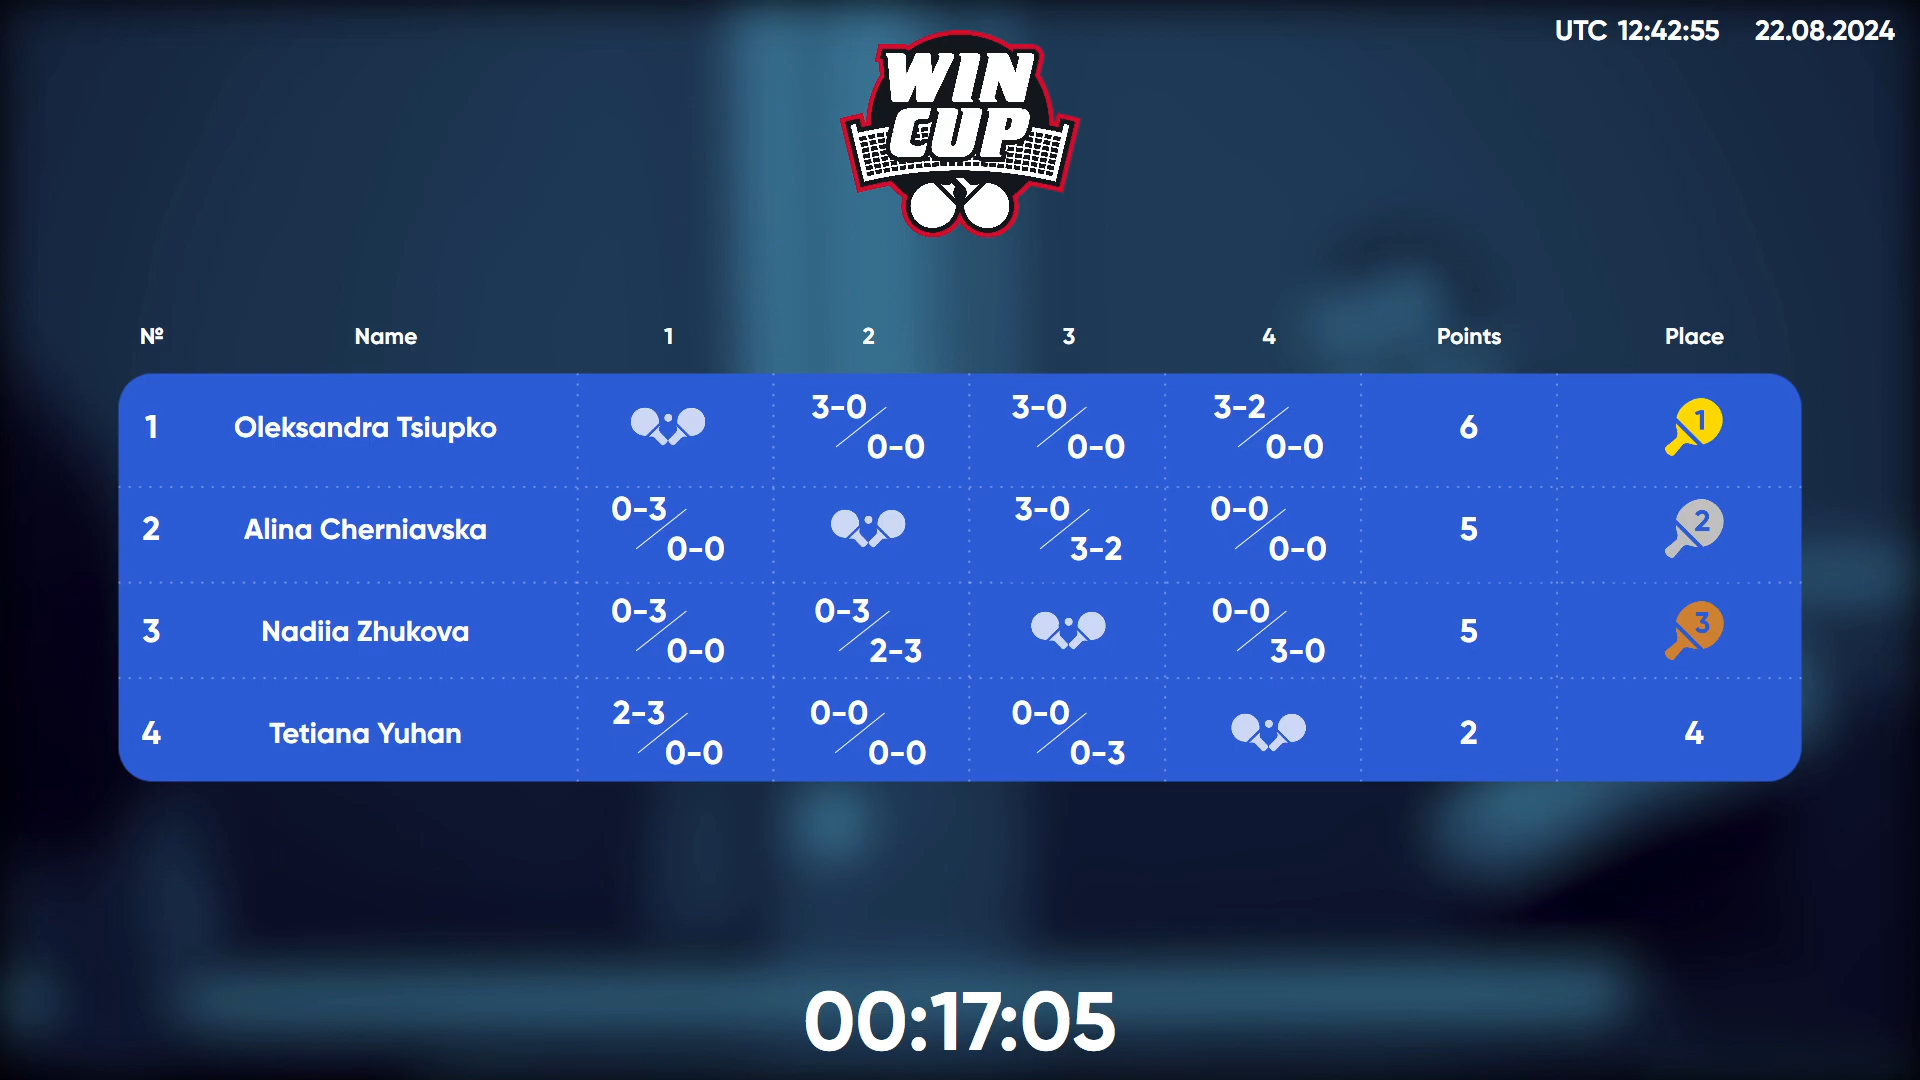 UTC 12:42:55 22.08.2024
WIN
CUP
Nº Name 1 2 3 4 Points Place
1 Oleksandra Tsiupko 3-0 / 0-0 3-0 / 0-0 3-2 / 0-0 6 1
2 Alina Cherniavska 0-3 / 0-0 3-0 / 3-2 0-0 / 0-0 5 2
3 Nadiia Zhukova 0-3 / 0-0 0-3 / 2-3 0-0 / 3-0 5 3
4 Tetiana Yuhan 2-3 / 0-0 0-0 / 0-0 0-0 / 0-3 2 4
00:17:05